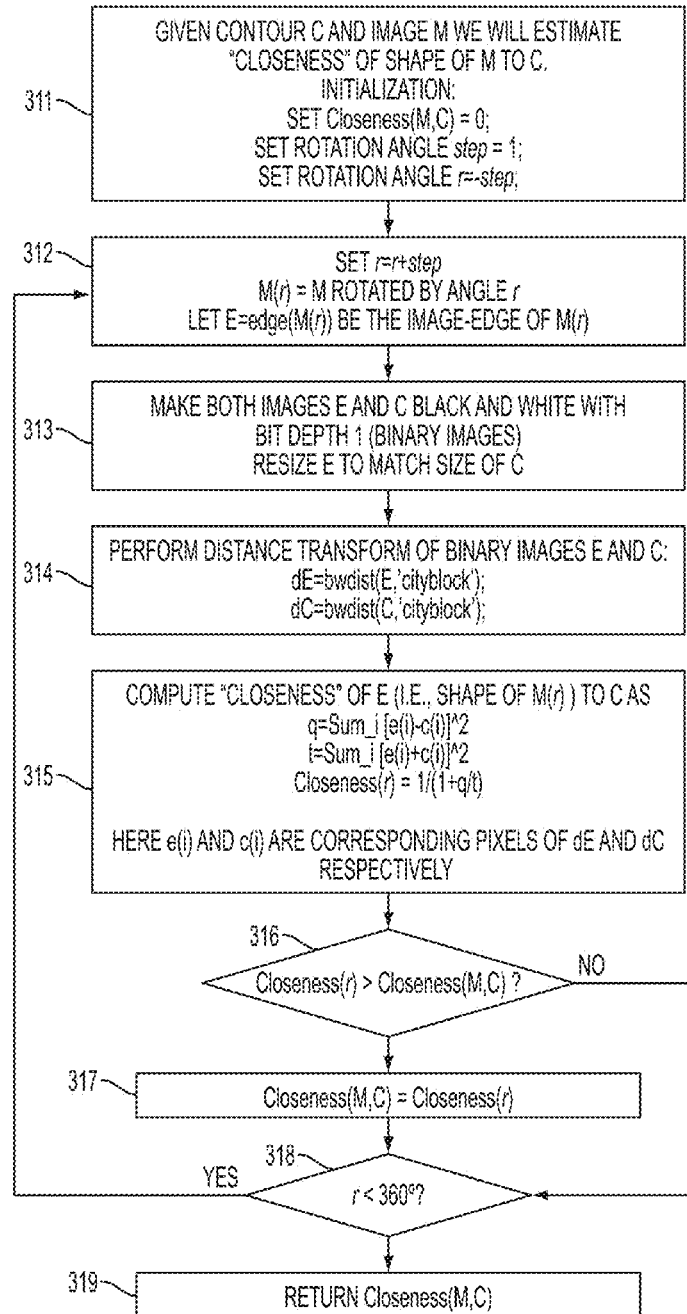 311
GIVEN CONTOUR C AND IMAGE M WE WILL ESTIMATE
"CLOSENESS" OF SHAPE OF M TO C.
INITIALIZATION:
SET Closeness(M,C) = 0;
SET ROTATION ANGLE step = 1;
SET ROTATION ANGLE r=-step;
312
SET r=r+step
M(r) = M ROTATED BY ANGLE r
LET E=edge(M(r)) BE THE IMAGE-EDGE OF M(r)
313
MAKE BOTH IMAGES E AND C BLACK AND WHITE WITH
BIT DEPTH 1 (BINARY IMAGES)
RESIZE E TO MATCH SIZE OF C
314
PERFORM DISTANCE TRANSFORM OF BINARY IMAGES E AND C:
dE=bwdist(E,'cityblock');
dC=bwdist(C,'cityblock');
315
COMPUTE "CLOSENESS" OF E (I.E., SHAPE OF M(r) ) TO C AS
q=Sum_i [e(i)-c(i)]^2
t=Sum_i [e(i)+c(i)]^2
Closeness(r) = 1/(1+q/t)
HERE e(i) AND c(i) ARE CORRESPONDING PIXELS OF dE AND dC
RESPECTIVELY
316
Closeness(r) > Closeness(M,C) ?
NO
317
Closeness(M,C) = Closeness(r)
318
YES
r < 360º?
319
RETURN Closeness(M,C)